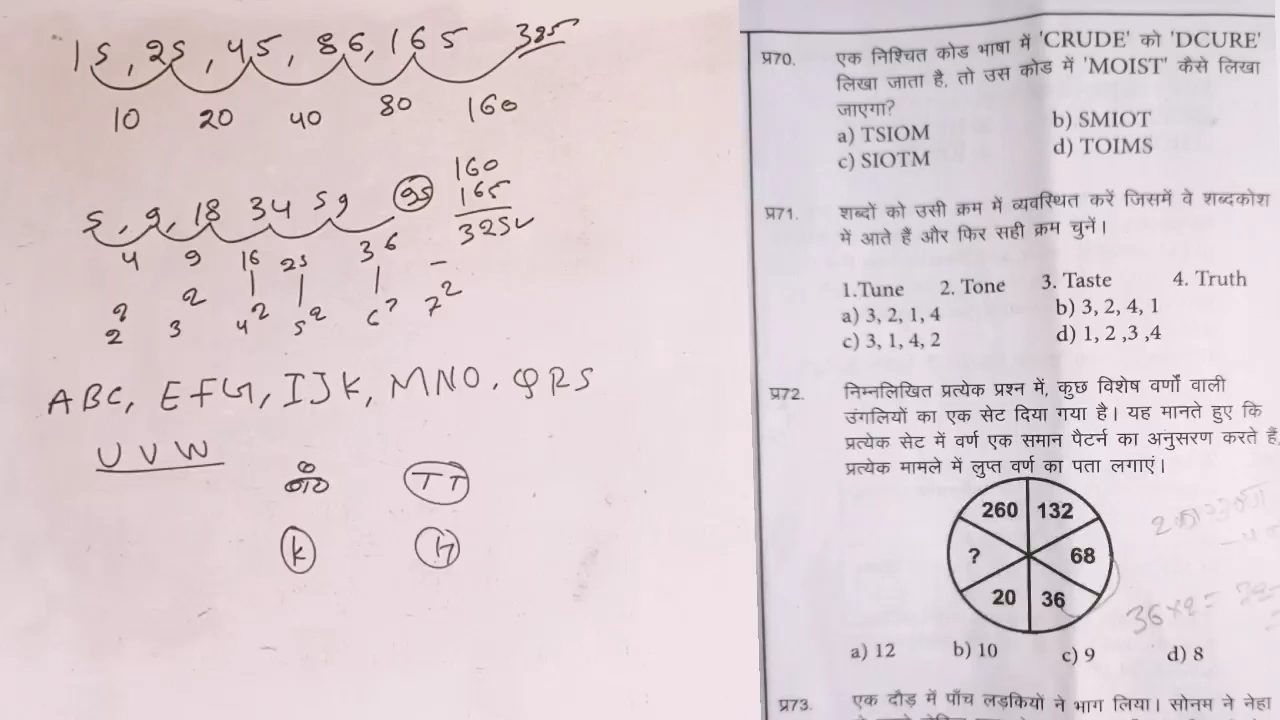 15, 25, 45, 86, 165 385
10 20 40 80 160
5, 9, 18 34 59 95
160
165
325
4 9 16 25 36 –
2² 3² 4² 5² 6² 7²
ABC, EFG, IJK, MNO, QRS
UVW
TT
K
प्र70. एक निश्चित कोड भाषा में 'CRUDE' को 'DCURE'
लिखा जाता है, तो उस कोड में 'MOIST' कैसे लिखा
जाएगा?
a) TSIOM b) SMIOT
c) SIOTM d) TOIMS
प्र71. शब्दों को उसी क्रम में व्यवस्थित करें जिसमें वे शब्दकोश
में आते हैं और फिर सही क्रम चुनें।
1.Tune 2. Tone 3. Taste 4. Truth
a) 3, 2, 1, 4 b) 3, 2, 4, 1
c) 3, 1, 4, 2 d) 1, 2 ,3 ,4
प्र72. निम्नलिखित प्रत्येक प्रश्न में, कुछ विशेष वर्णों वाली
उंगलियों का एक सेट दिया गया है। यह मानते हुए कि
प्रत्येक सेट में वर्ण एक समान पैटर्न का अनुसरण करते हैं,
प्रत्येक मामले में लुप्त वर्ण का पता लगाएं।
260 132
? 68
20 36
36×2=
a) 12 b) 10 c) 9 d) 8
प्र73. एक दौड़ में पाँच लड़कियों ने भाग लिया। सोनम ने नेहा